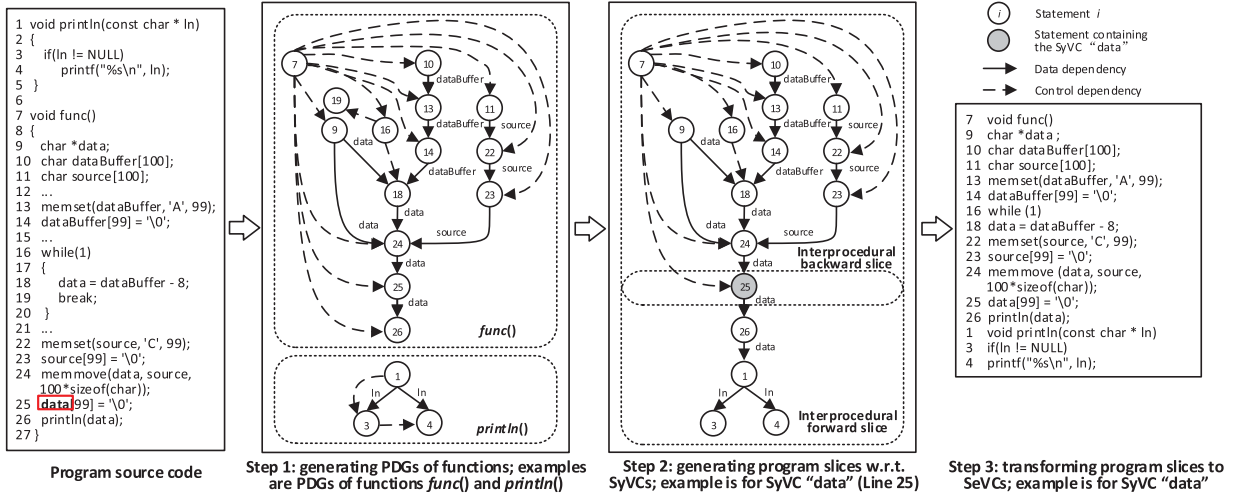 1 void println(const char * ln)
2 {
3 if(ln != NULL)
4 printf("%s\n", ln);
5 }
6
7 void func()
8 {
9 char *data;
10 char dataBuffer[100];
11 char source[100];
12 ...
13 memset(dataBuffer, 'A', 99);
14 dataBuffer[99] = '\0';
15 ...
16 while(1)
17 {
18 data = dataBuffer - 8;
19 break;
20 }
21 ...
22 memset(source, 'C', 99);
23 source[99] = '\0';
24 memmove(data, source,
100*sizeof(char));
25 data[99] = '\0';
26 println(data);
27 }
Program source code
7
10
dataBuffer
19
13
11
9
16
dataBuffer
source
data
14
22
dataBuffer
source
18
23
data
source
24
data
25
data
26
func()
1
ln
ln
3
4
println()
Step 1: generating PDGs of functions; examples
are PDGs of functions func() and println()
7
10
dataBuffer
13
11
9
16
dataBuffer
source
data
14
22
dataBuffer
source
18
23
data
source
24
data
Interprocedural
backward slice
25
data
26
data
1
ln
ln
3
4
Interprocedural
forward slice
Step 2: generating program slices w.r.t.
SyVCs; example is for SyVC “data” (Line 25)
i
Statement i
Statement containing
the SyVC “data”
Data dependency
Control dependency
7 void func()
9 char *data ;
10 char dataBuffer[100];
11 char source[100];
13 memset(dataBuffer, 'A', 99);
14 dataBuffer[99] = '\0';
16 while (1)
18 data = dataBuffer - 8;
22 memset(source, 'C', 99);
23 source[99] = '\0';
24 memmove (data, source,
100*sizeof(char));
25 data[99] = '\0';
26 println(data);
1 void println(const char * ln)
3 if(ln != NULL)
4 printf("%s\n", ln);
Step 3: transforming program slices to
SeVCs; example is for SyVC “data”